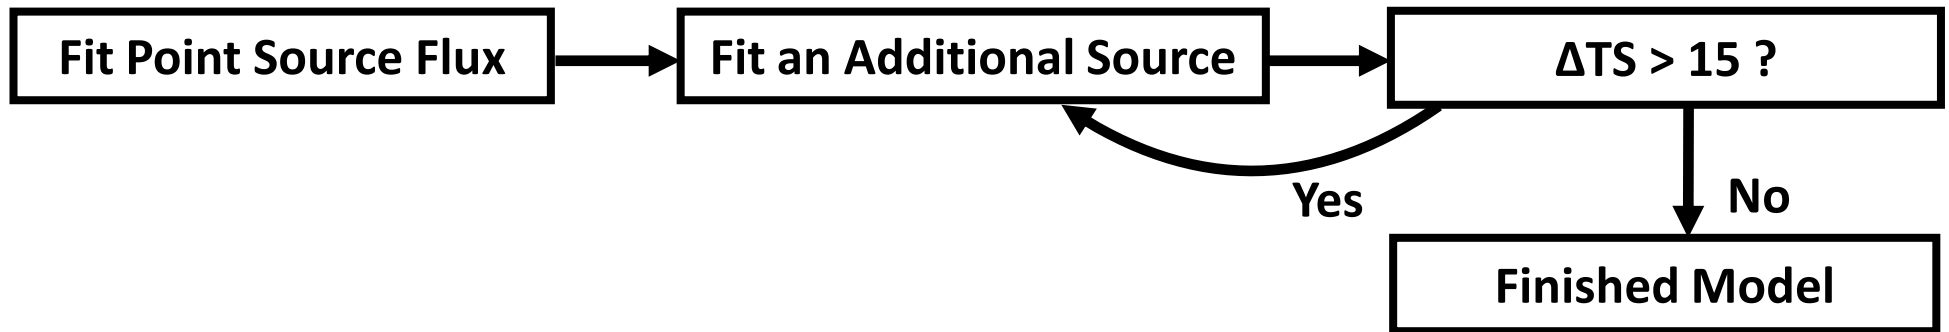 Fit Point Source Flux
Fit an Additional Source
ΔTS > 15 ?
Yes
No
Finished Model